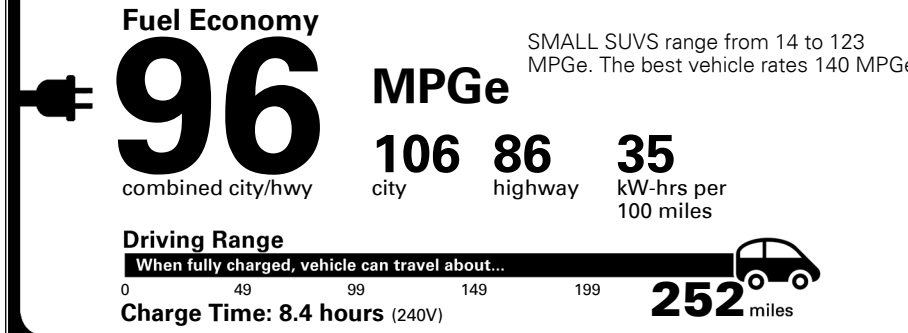 Fuel Economy
96
MPGe
SMALL SUVS range from 14 to 123
MPGe. The best vehicle rates 140 MPGe
combined city/hwy
106
city
86
highway
35
kW-hrs per
100 miles
Driving Range
When fully charged, vehicle can travel about...
0 49 99 149 199
252 miles
Charge Time: 8.4 hours (240V)